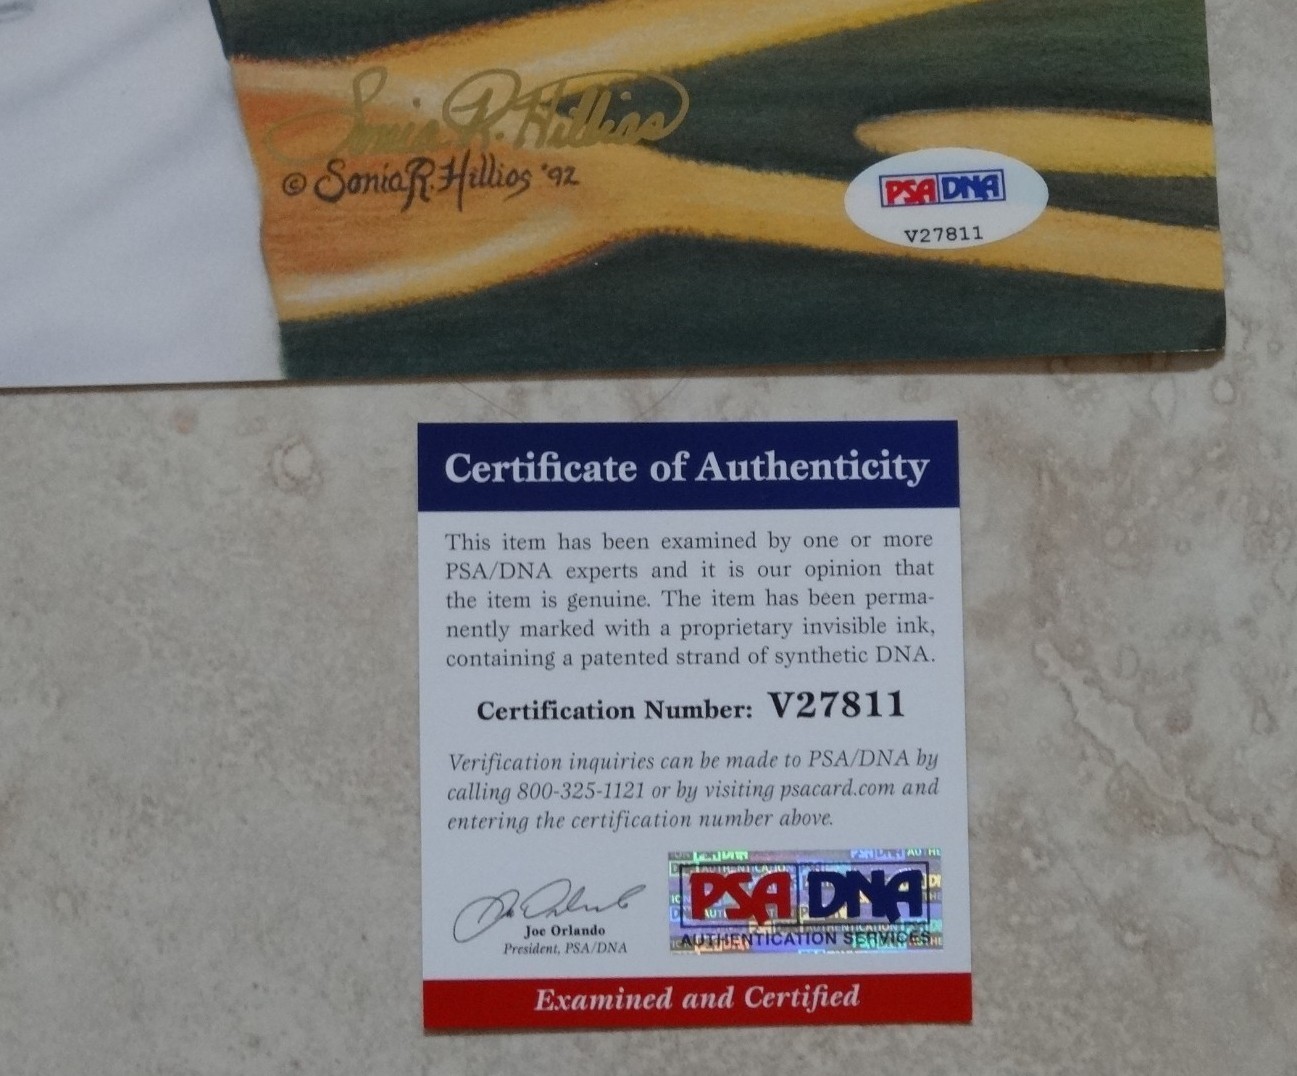 Sonia R. Hillios
© Sonia R. Hillios '92
PSA DNA
V27811
Certificate of Authenticity
This item has been examined by one or more
PSA/DNA experts and it is our opinion that
the item is genuine. The item has been perma-
nently marked with a proprietary invisible ink,
containing a patented strand of synthetic DNA.
Certification Number: V27811
Verification inquiries can be made to PSA/DNA by
calling 800-325-1121 or by visiting psacard.com and
entering the certification number above.
Joe Orlando
President, PSA/DNA
PSA DNA
AUTHENTICATION SERVICES
Examined and Certified